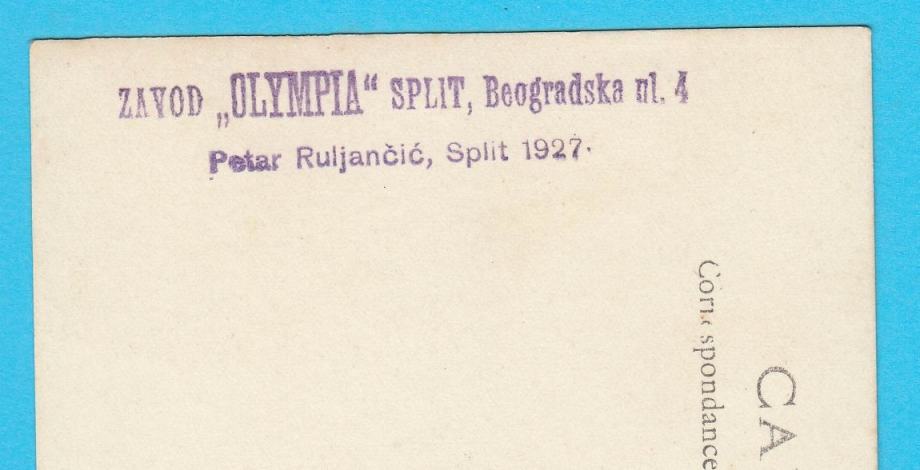 ZAVOD „OLYMPIA“ SPLIT, Beogradska ul. 4
Petar Ruljančić, Split 1927.
Correspondance
CA